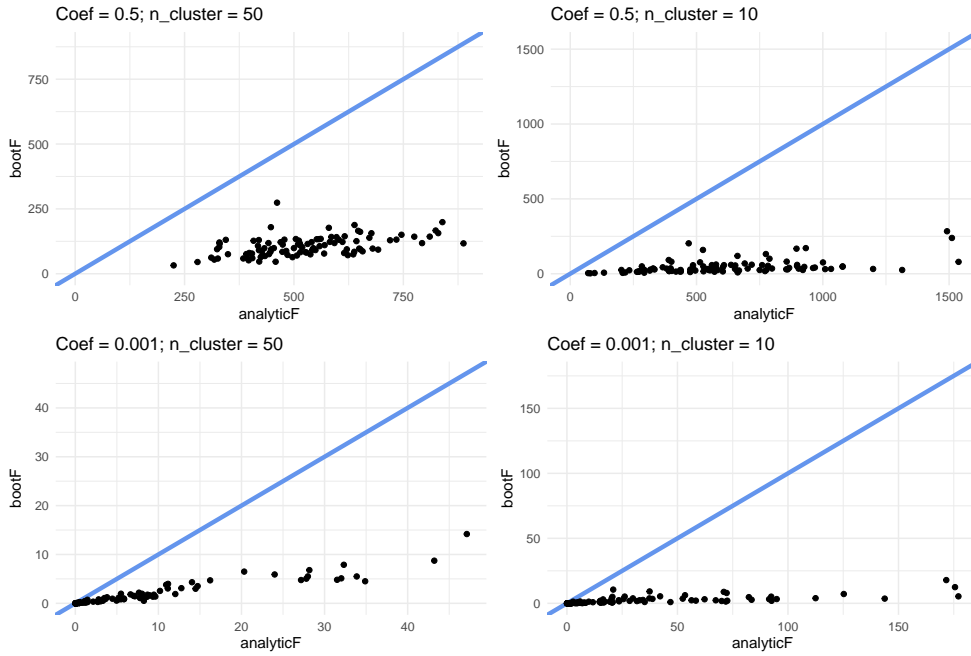 Coef = 0.5; n_cluster = 50
750
500
250
0
bootF
0
250
500
750
analyticF
Coef = 0.5; n_cluster = 10
1500
1000
500
0
bootF
0
500
1000
1500
analyticF
Coef = 0.001; n_cluster = 50
40
30
20
10
0
bootF
0
10
20
30
40
analyticF
Coef = 0.001; n_cluster = 10
150
100
50
0
bootF
0
50
100
150
analyticF